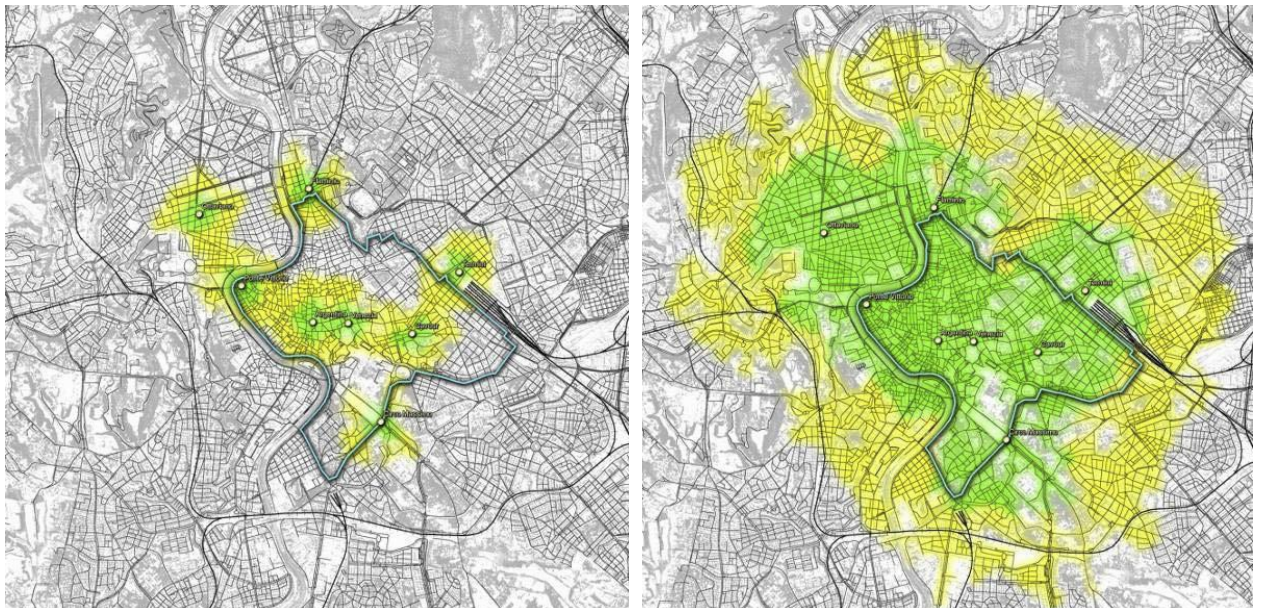 Flaminio
Ottaviano
Termini
Ponte Vittorio
Argentina
Venezia
Cavour
Circo Massimo
Flaminio
Ottaviano
Termini
Ponte Vittorio
Argentina
Venezia
Cavour
Circo Massimo